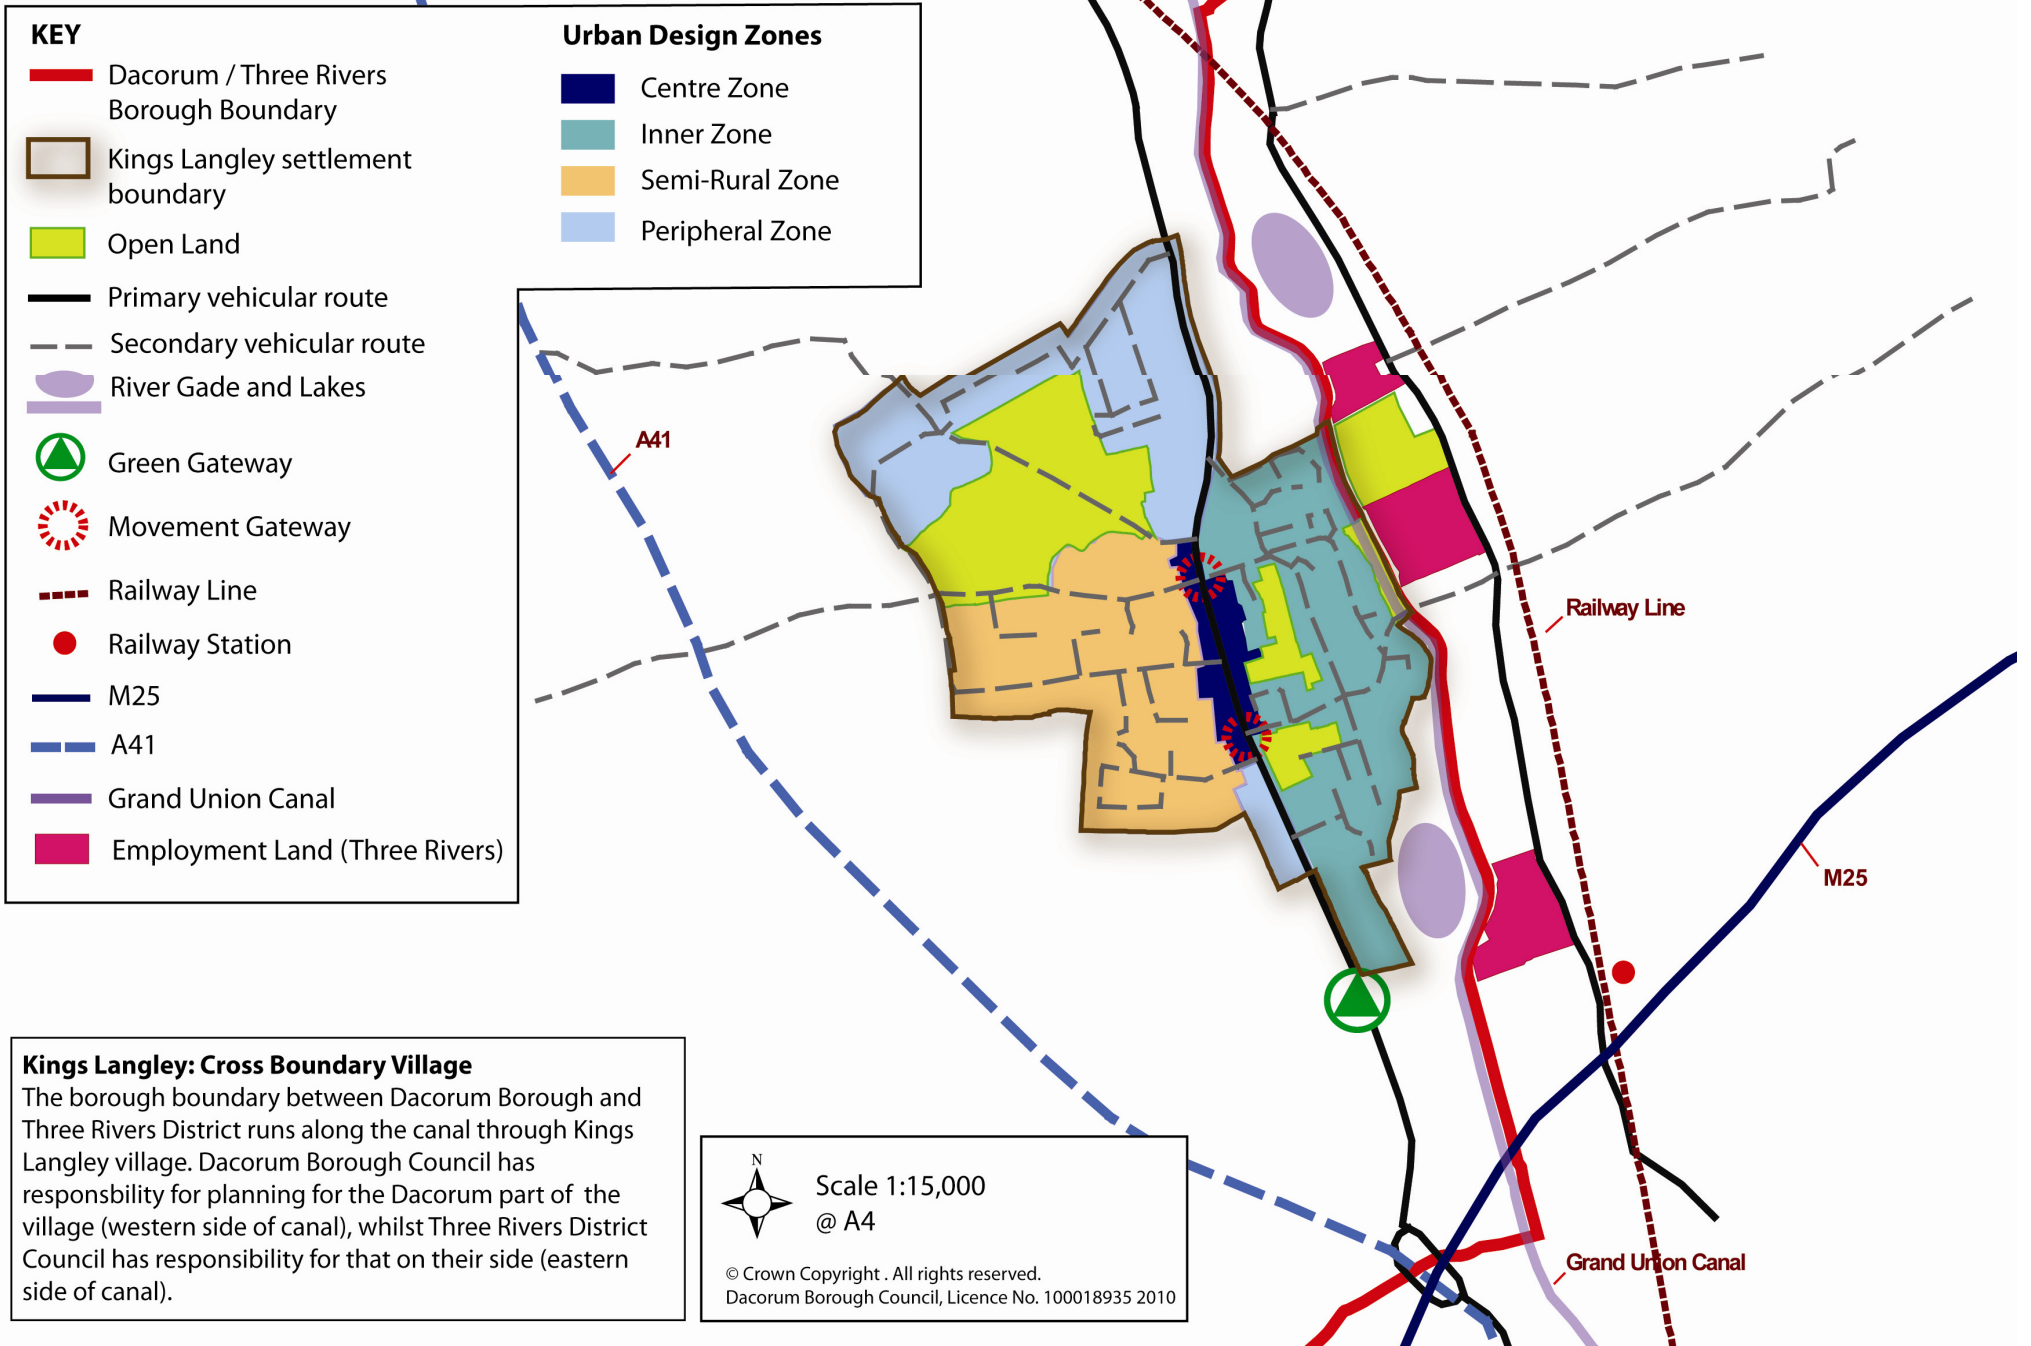 KEY
Dacorum / Three Rivers
Borough Boundary
Kings Langley settlement
boundary
Open Land
Primary vehicular route
Secondary vehicular route
River Gade and Lakes
Green Gateway
Movement Gateway
Railway Line
Railway Station
M25
A41
Grand Union Canal
Employment Land (Three Rivers)
Urban Design Zones
Centre Zone
Inner Zone
Semi-Rural Zone
Peripheral Zone
A41
Railway Line
M25
Grand Union Canal
Kings Langley: Cross Boundary Village
The borough boundary between Dacorum Borough and
Three Rivers District runs along the canal through Kings
Langley village. Dacorum Borough Council has
responsbility for planning for the Dacorum part of the
village (western side of canal), whilst Three Rivers District
Council has responsibility for that on their side (eastern
side of canal).
N
Scale 1:15,000
@ A4
© Crown Copyright . All rights reserved.
Dacorum Borough Council, Licence No. 100018935 2010